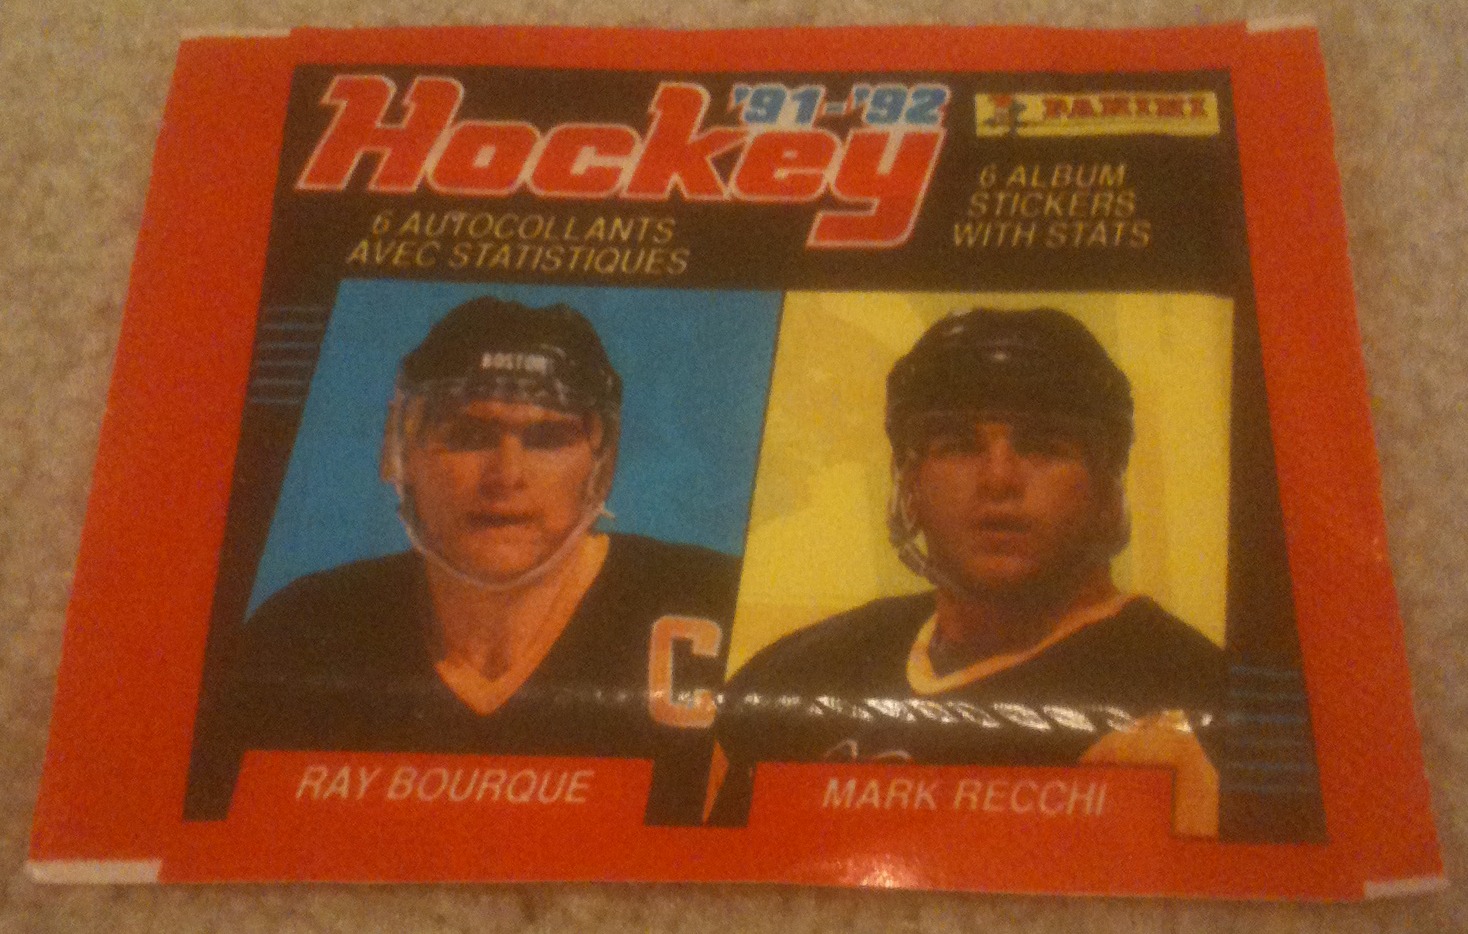 Hockey '91-'92
PANINI
6 AUTOCOLLANTS
AVEC STATISTIQUES
6 ALBUM
STICKERS
WITH STATS
BOSTON
C
RAY BOURQUE
MARK RECCHI